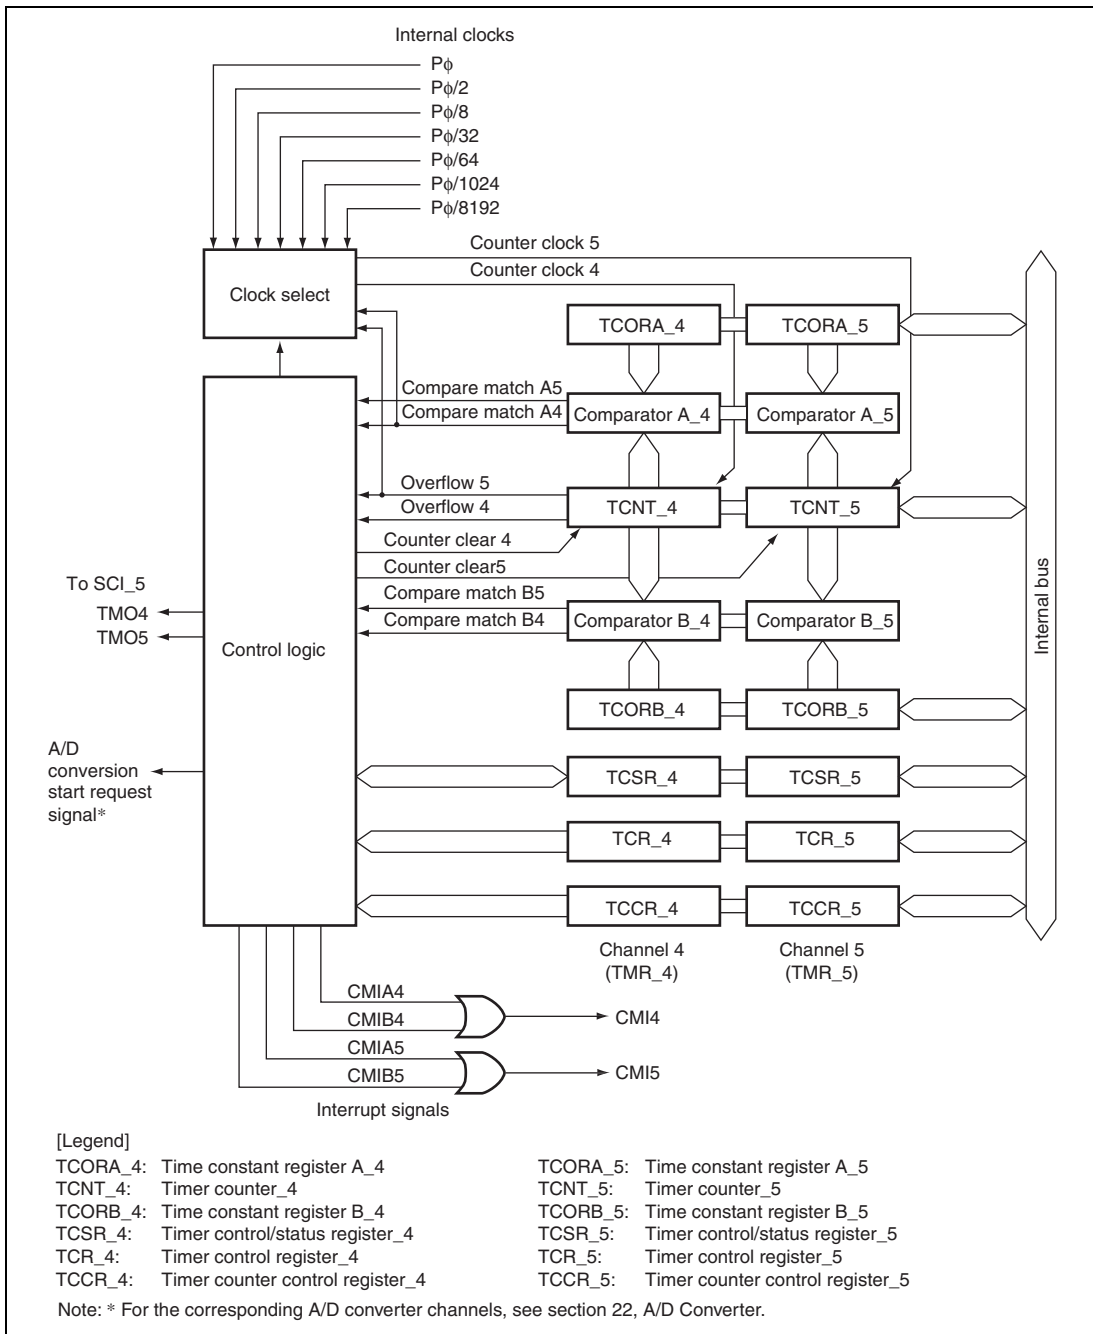 Internal clocks
Pϕ
Pϕ/2
Pϕ/8
Pϕ/32
Pϕ/64
Pϕ/1024
Pϕ/8192
Counter clock 5
Counter clock 4
Clock select
TCORA_4
TCORA_5
Compare match A5
Compare match A4
Comparator A_4
Comparator A_5
Overflow 5
Overflow 4
TCNT_4
TCNT_5
Counter clear 4
Counter clear5
To SCI_5
TMO4
TMO5
Compare match B5
Compare match B4
Comparator B_4
Comparator B_5
Control logic
Internal bus
TCORB_4
TCORB_5
A/D
conversion
start request
signal*
TCSR_4
TCSR_5
TCR_4
TCR_5
TCCR_4
TCCR_5
Channel 4
(TMR_4)
Channel 5
(TMR_5)
CMIA4
CMIB4
CMI4
CMIA5
CMIB5
CMI5
Interrupt signals
[Legend]
TCORA_4: Time constant register A_4
TCORA_5: Time constant register A_5
TCNT_4: Timer counter_4
TCNT_5: Timer counter_5
TCORB_4: Time constant register B_4
TCORB_5: Time constant register B_5
TCSR_4: Timer control/status register_4
TCSR_5: Timer control/status register_5
TCR_4: Timer control register_4
TCR_5: Timer control register_5
TCCR_4: Timer counter control register_4
TCCR_5: Timer counter control register_5
Note: * For the corresponding A/D converter channels, see section 22, A/D Converter.